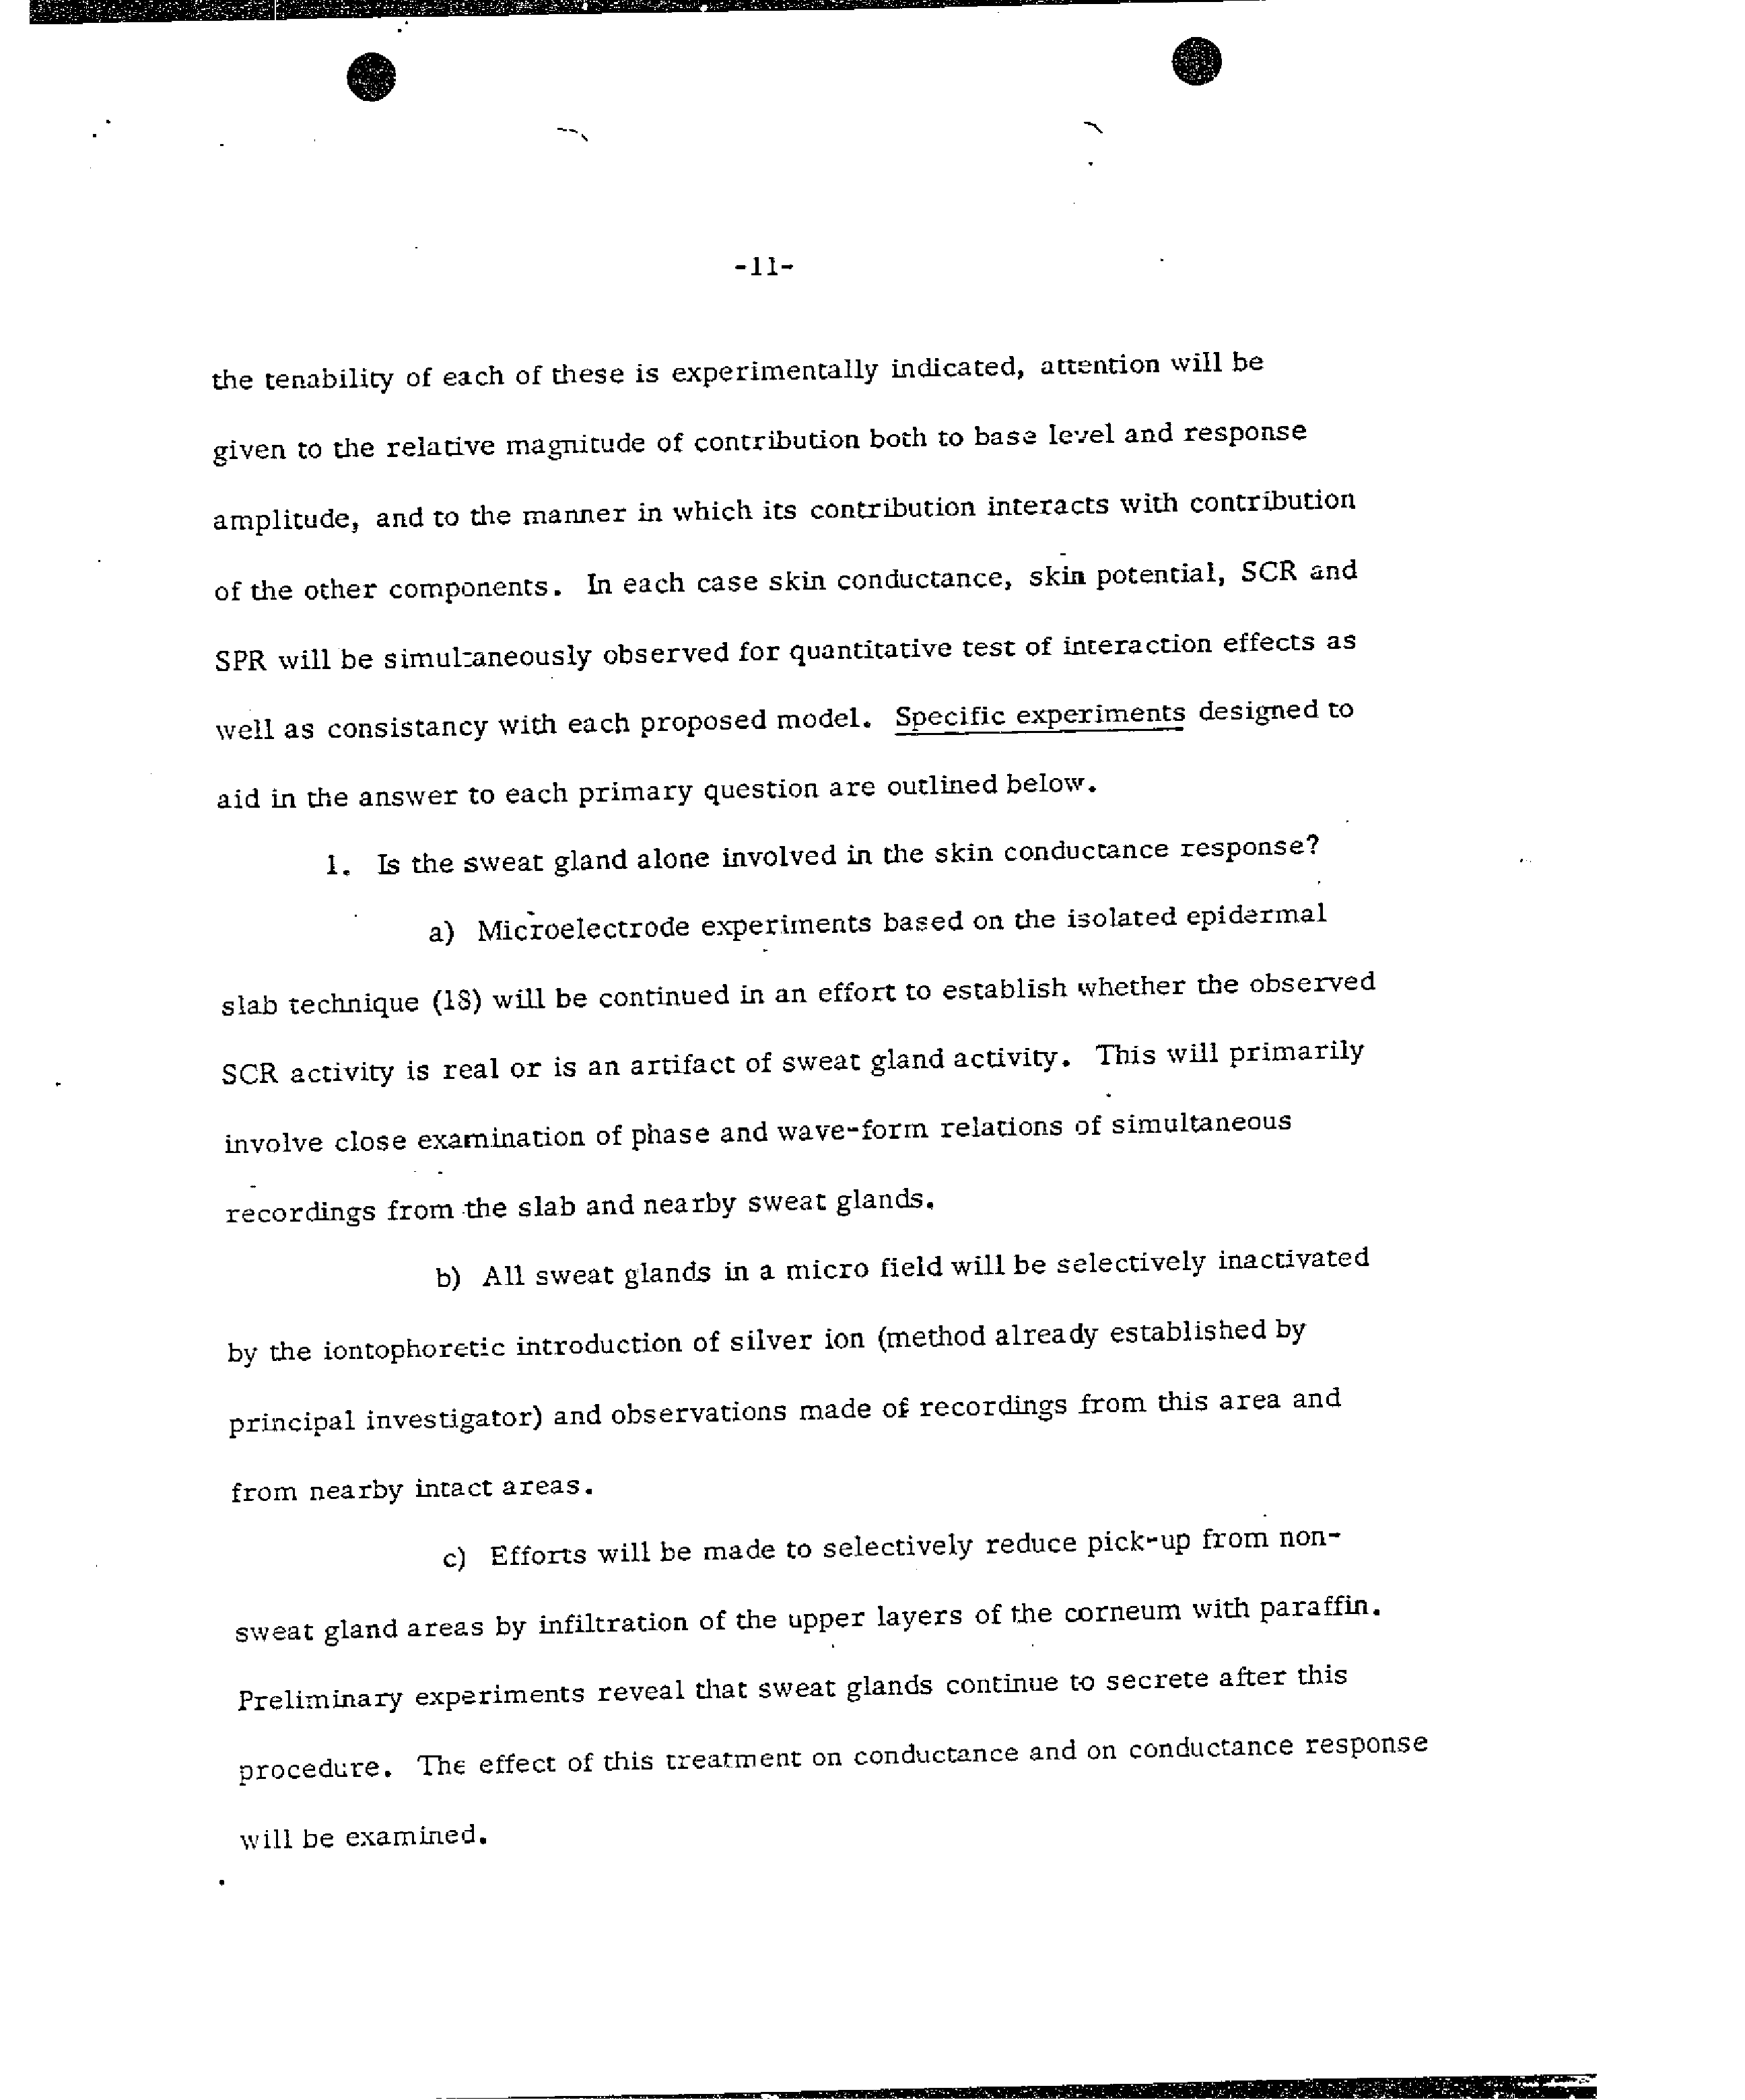 -11-
the tenability of each of these is experimentally indicated, attention will be
given to the relative magnitude of contribution both to base level and response
amplitude, and to the manner in which its contribution interacts with contribution
of the other components. In each case skin conductance, skin potential, SCR and
SPR will be simultaneously observed for quantitative test of interaction effects as
well as consistancy with each proposed model. Specific experiments designed to
aid in the answer to each primary question are outlined below.
1. Is the sweat gland alone involved in the skin conductance response?
a) Microelectrode experiments based on the isolated epidermal
slab technique (18) will be continued in an effort to establish whether the observed
SCR activity is real or is an artifact of sweat gland activity. This will primarily
involve close examination of phase and wave-form relations of simultaneous
recordings from the slab and nearby sweat glands.
b) All sweat glands in a micro field will be selectively inactivated
by the iontophoretic introduction of silver ion (method already established by
principal investigator) and observations made of recordings from this area and
from nearby intact areas.
c) Efforts will be made to selectively reduce pick-up from non-
sweat gland areas by infiltration of the upper layers of the corneum with paraffin.
Preliminary experiments reveal that sweat glands continue to secrete after this
procedure. The effect of this treatment on conductance and on conductance response
will be examined.